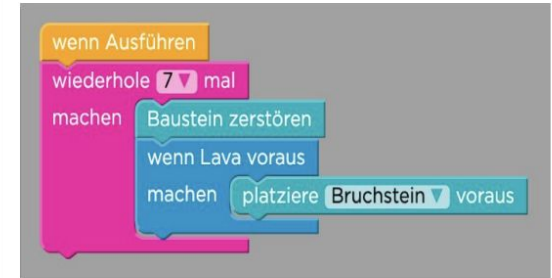 wenn Ausführen
wiederhole 7 mal
machen Baustein zerstören
wenn Lava voraus
machen platziere Bruchstein voraus